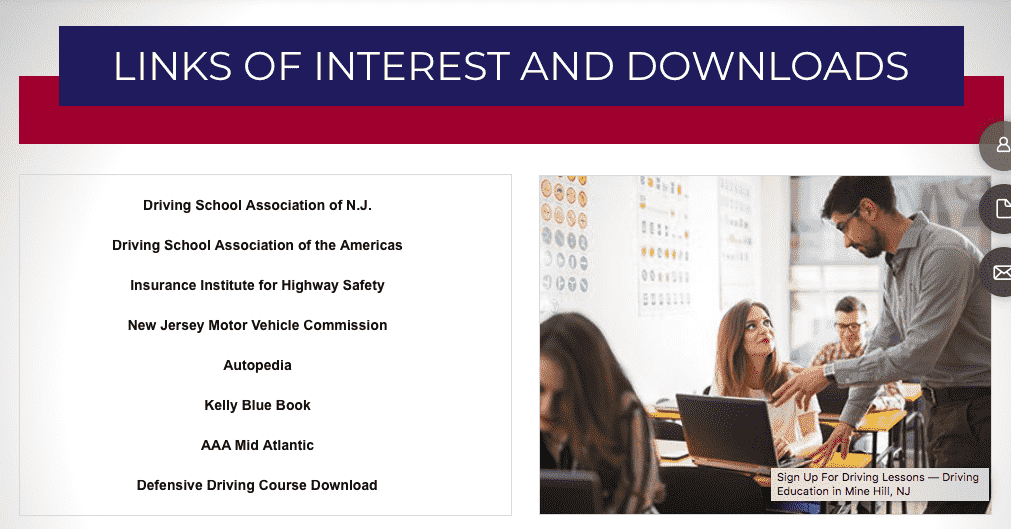 LINKS OF INTEREST AND DOWNLOADS
Driving School Association of N.J.
Driving School Association of the Americas
Insurance Institute for Highway Safety
New Jersey Motor Vehicle Commission
Autopedia
Kelly Blue Book
AAA Mid Atlantic
Defensive Driving Course Download
Sign Up For Driving Lessons — Driving
Education in Mine Hill, NJ